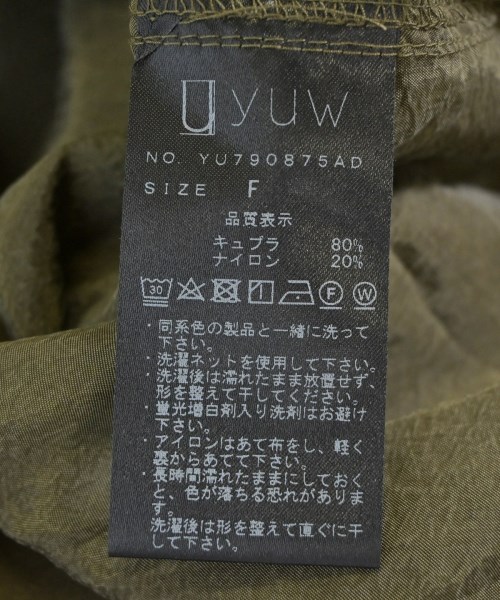 U yuw
NO. YU790875AD
SIZE F
品質表示
キュプラ 80%
ナイロン 20%
30 F W
・同系色の製品と一緒に洗って
下さい。
・洗濯ネットを使用して下さい。
・洗濯後は濡れたまま放置せず、
形を整えて干してください。
・蛍光増白剤入り洗剤はお避け
下さい。
・アイロンはあて布をし、軽く
裏からあてて下さい。
・長時間濡れたままにしておく
と、色が落ちる恐れがありま
す。
洗濯後は形を整えて直ぐに干
して下さい。